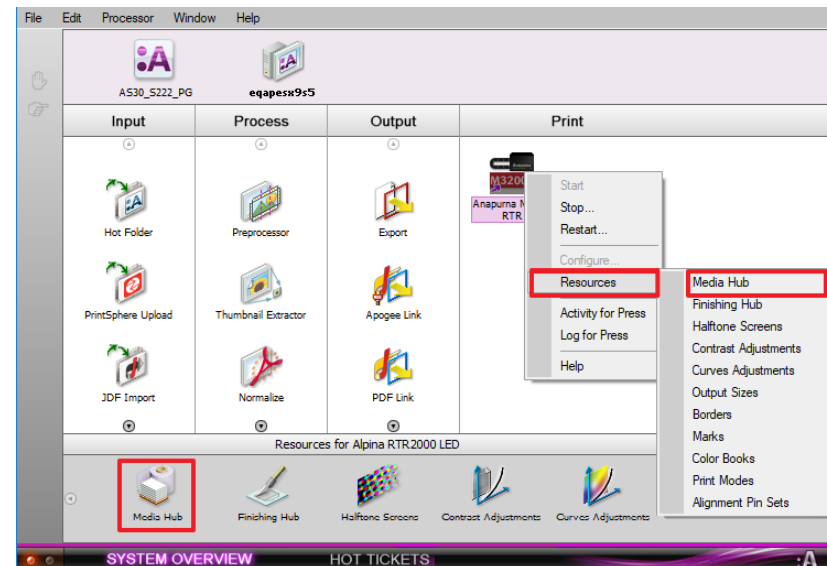 File Edit Processor Window Help
:A
AS30_S222_PG
:A
eqapesx9s5
Input Process Output Print
Hot Folder Preprocessor Export
PrintSphere Upload Thumbnail Extractor Apogee Link
JDF Import Normalize PDF Link
M3200
Anapurna M
RTR
Start
Stop...
Restart...
Configure...
Resources
Activity for Press
Log for Press
Help
Media Hub
Finishing Hub
Halftone Screens
Contrast Adjustments
Curves Adjustments
Output Sizes
Borders
Marks
Color Books
Print Modes
Alignment Pin Sets
Resources for Alpina RTR2000 LED
Media Hub Finishing Hub Halftone Screens Contrast Adjustments Curves Adjustments
SYSTEM OVERVIEW HOT TICKETS :A